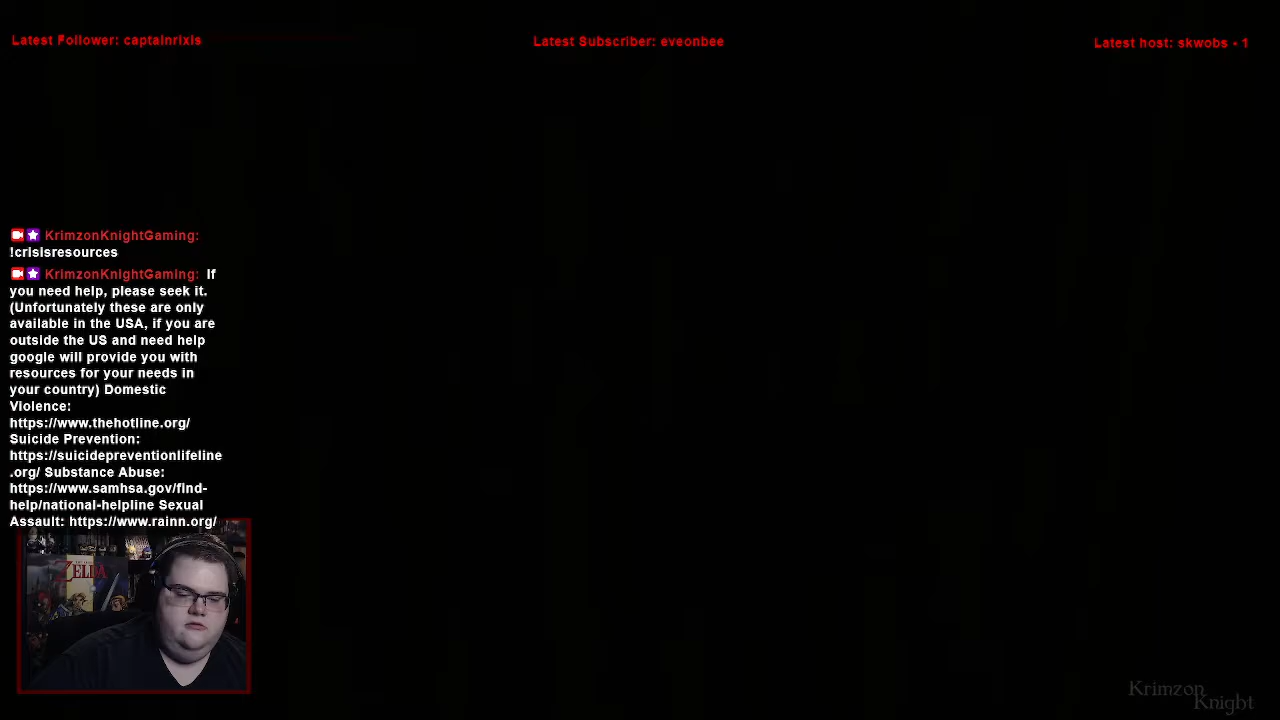 Latest Follower: captainrixis
Latest Subscriber: eveonbee
Latest host: skwobs - 1
KrimzonKnightGaming:
!crisisresources
KrimzonKnightGaming: If
you need help, please seek it.
(Unfortunately these are only
available in the USA, if you are
outside the US and need help
google will provide you with
resources for your needs in
your country) Domestic
Violence:
https://www.thehotline.org/
Suicide Prevention:
https://suicidepreventionlifeline
.org/ Substance Abuse:
https://www.samhsa.gov/find-
help/national-helpline Sexual
Assault: https://www.rainn.org/
ZELDA
Krimzon
Knight